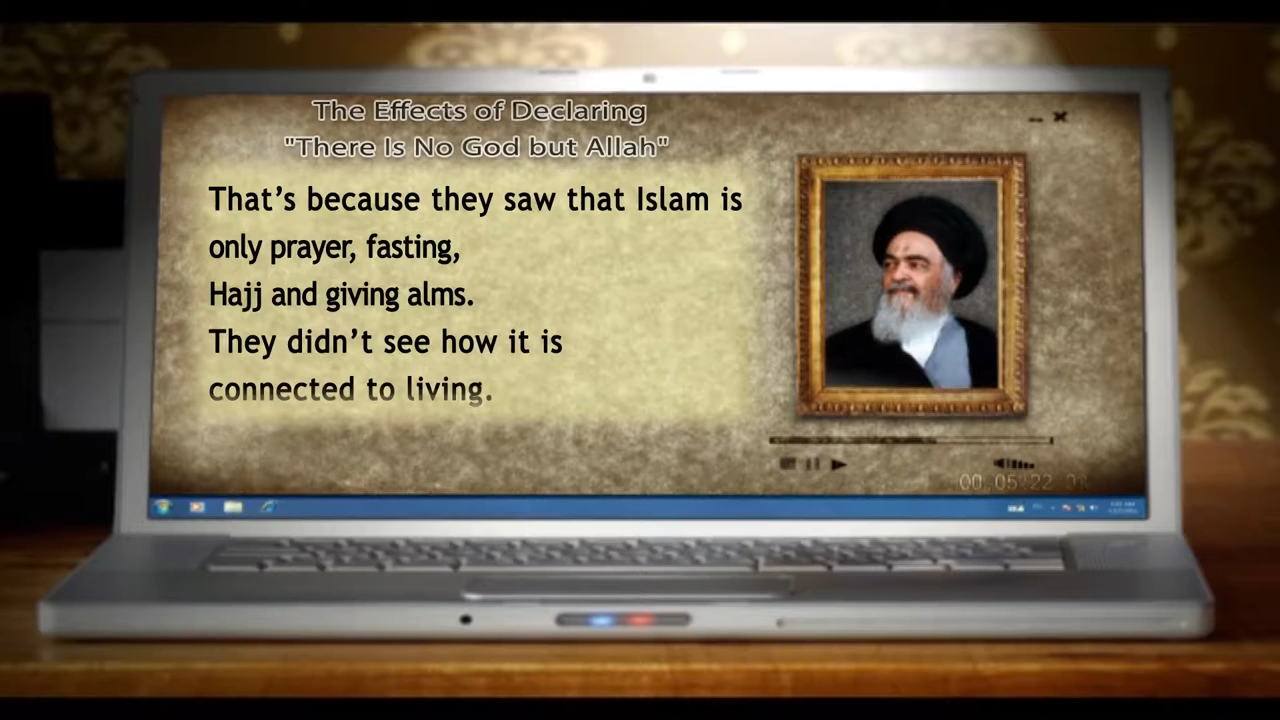 The Effects of Declaring
"There Is No God but Allah"
That's because they saw that Islam is
only prayer, fasting,
Hajj and giving alms.
They didn't see how it is
connected to living.